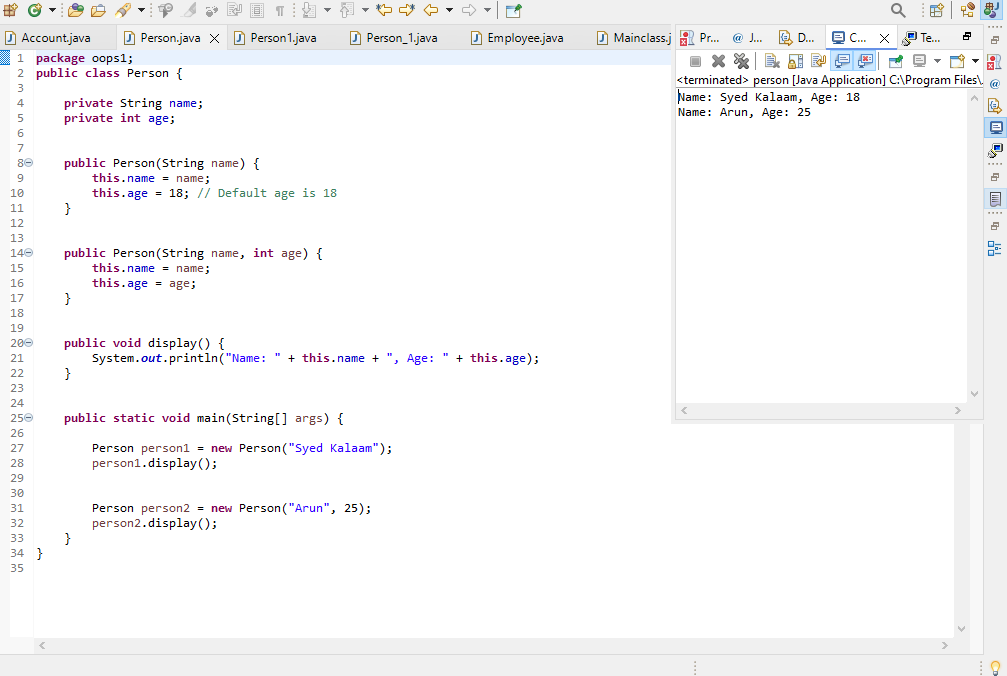 Account.java
Person.java
Person1.java
Person_1.java
Employee.java
Mainclass.j
Pr...
@ J...
D...
C...
Te...
<terminated> person [Java Application] C:\Program Files\
Name: Syed Kalaam, Age: 18
Name: Arun, Age: 25
1 package oops1;
2 public class Person {
3
4     private String name;
5     private int age;
6
7
8     public Person(String name) {
9         this.name = name;
10         this.age = 18; // Default age is 18
11     }
12
13
14     public Person(String name, int age) {
15         this.name = name;
16         this.age = age;
17     }
18
19
20     public void display() {
21         System.out.println("Name: " + this.name + ", Age: " + this.age);
22     }
23
24
25     public static void main(String[] args) {
26
27         Person person1 = new Person("Syed Kalaam");
28         person1.display();
29
30
31         Person person2 = new Person("Arun", 25);
32         person2.display();
33     }
34 }
35